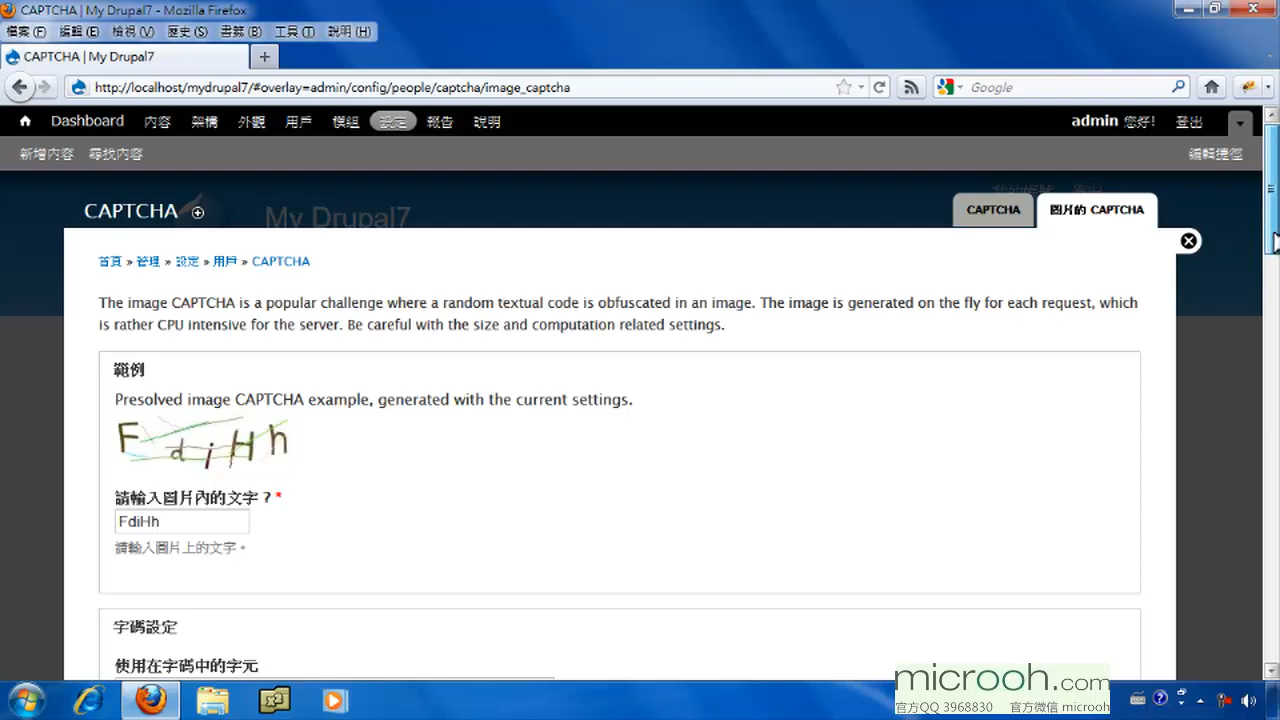 CAPTCHA | My Drupal7 - Mozilla Firefox
檔案(F) 編輯(E) 檢視(V) 歷史(S) 書籤(B) 工具(T) 說明(H)
CAPTCHA | My Drupal7 +
http://localhost/mydrupal7/#overlay=admin/config/people/captcha/image_captcha
Google
Dashboard 內容 架構 外觀 用戶 模組 設定 報告 說明 admin 您好! 登出
新增內容 尋找內容 編輯捷徑
我的帳號 登出
CAPTCHA My Drupal7 CAPTCHA 圖片的 CAPTCHA
首頁 » 管理 » 設定 » 用戶 » CAPTCHA
The image CAPTCHA is a popular challenge where a random textual code is obfuscated in an image. The image is generated on the fly for each request, which
is rather CPU intensive for the server. Be careful with the size and computation related settings.
範例
Presolved image CAPTCHA example, generated with the current settings.
F d i H h
請輸入圖片內的文字？*
FdiHh
請輸入圖片上的文字。
字碼設定
使用在字碼中的字元
microoh.com
官方QQ 3968830 官方微信 microoh